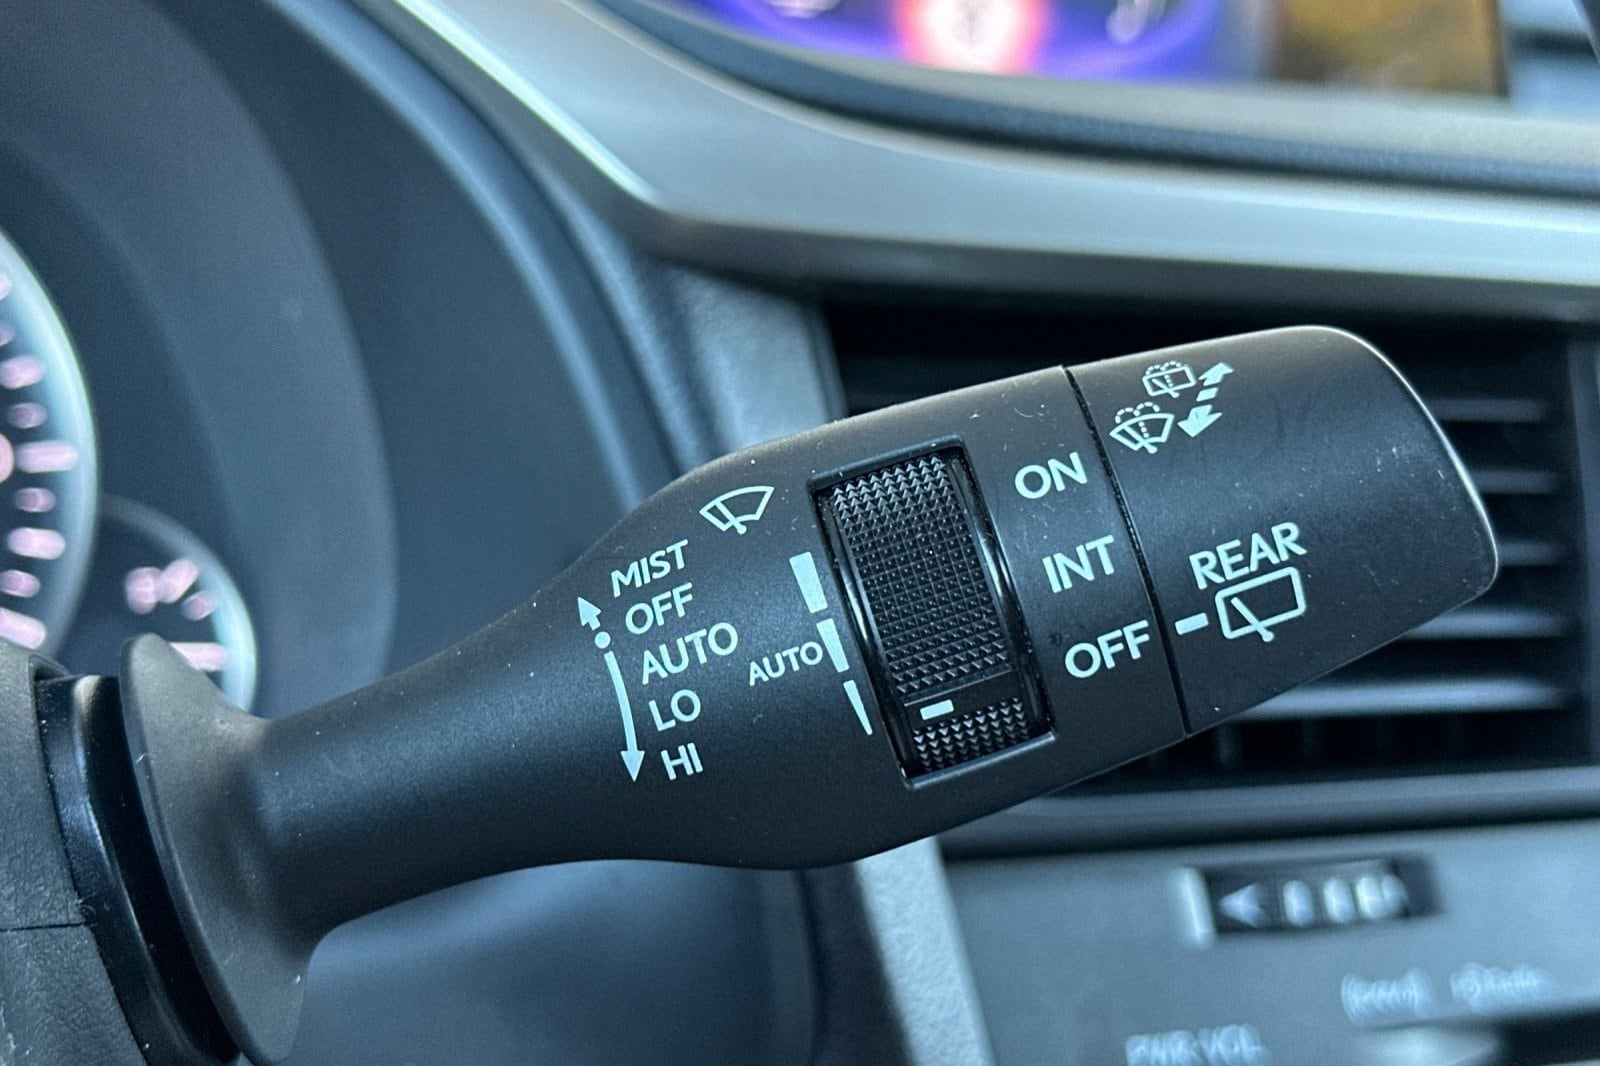 MIST
OFF
AUTO
LO
HI
AUTO
ON
INT
OFF
REAR